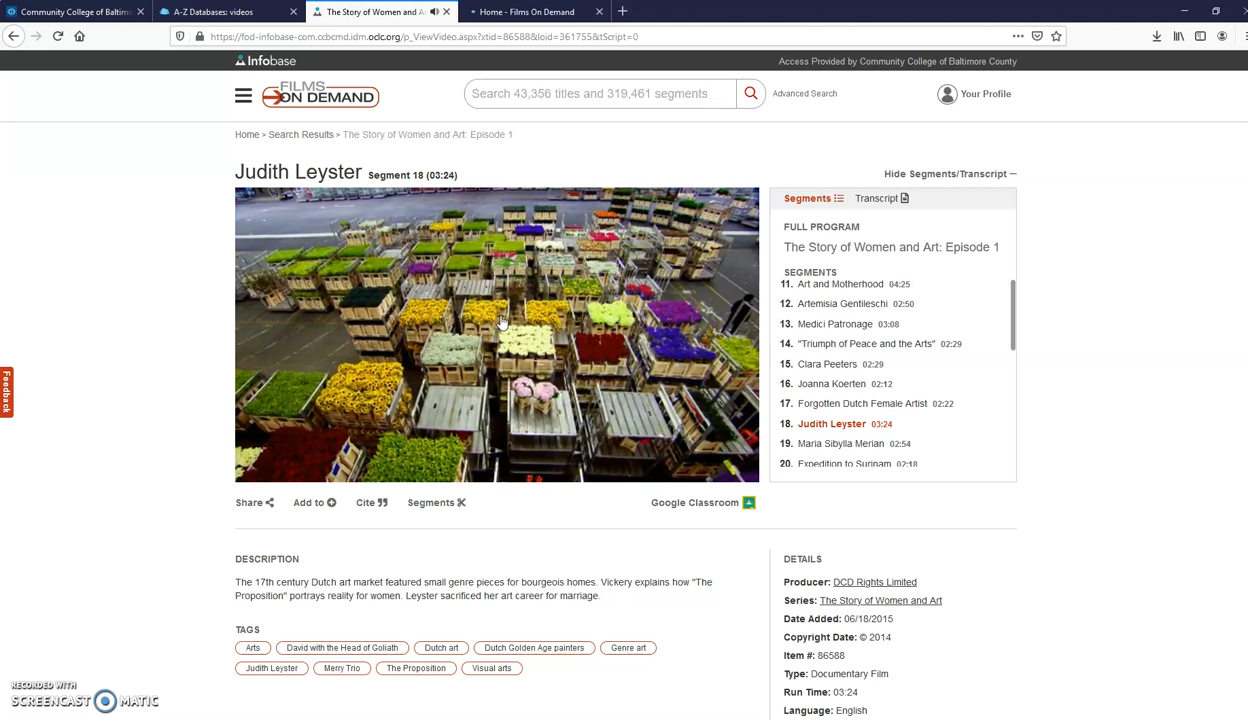 Community College of Baltim
A-Z Databases: videos
The Story of Women and A
Home - Films On Demand
https://fod-infobase-com.ccbcmd.idm.oclc.org/p_ViewVideo.aspx?xtid=86588&loid=361755&tScript=0
Infobase
Access Provided by Community College of Baltimore County
FILMS
ON DEMAND
Search 43,356 titles and 319,461 segments
Advanced Search
Your Profile
Home > Search Results > The Story of Women and Art: Episode 1
Judith Leyster Segment 18 (03:24)
Hide Segments/Transcript —
Segments
Transcript
FULL PROGRAM
The Story of Women and Art: Episode 1
SEGMENTS
11. Art and Motherhood 04:25
12. Artemisia Gentileschi 02:50
13. Medici Patronage 03:08
14. "Triumph of Peace and the Arts" 02:29
15. Clara Peeters 02:29
16. Joanna Koerten 02:12
17. Forgotten Dutch Female Artist 02:22
18. Judith Leyster 03:24
19. Maria Sibylla Merian 02:54
20. Expedition to Surinam 02:18
Feedback
Share
Add to
Cite
Segments
Google Classroom
DESCRIPTION
The 17th century Dutch art market featured small genre pieces for bourgeois homes. Vickery explains how "The
Proposition" portrays reality for women. Leyster sacrificed her art career for marriage.
TAGS
Arts
David with the Head of Goliath
Dutch art
Dutch Golden Age painters
Genre art
Judith Leyster
Merry Trio
The Proposition
Visual arts
DETAILS
Producer: DCD Rights Limited
Series: The Story of Women and Art
Date Added: 06/18/2015
Copyright Date: © 2014
Item #: 86588
Type: Documentary Film
Run Time: 03:24
Language: English
RECORDED WITH
SCREENCAST MATIC